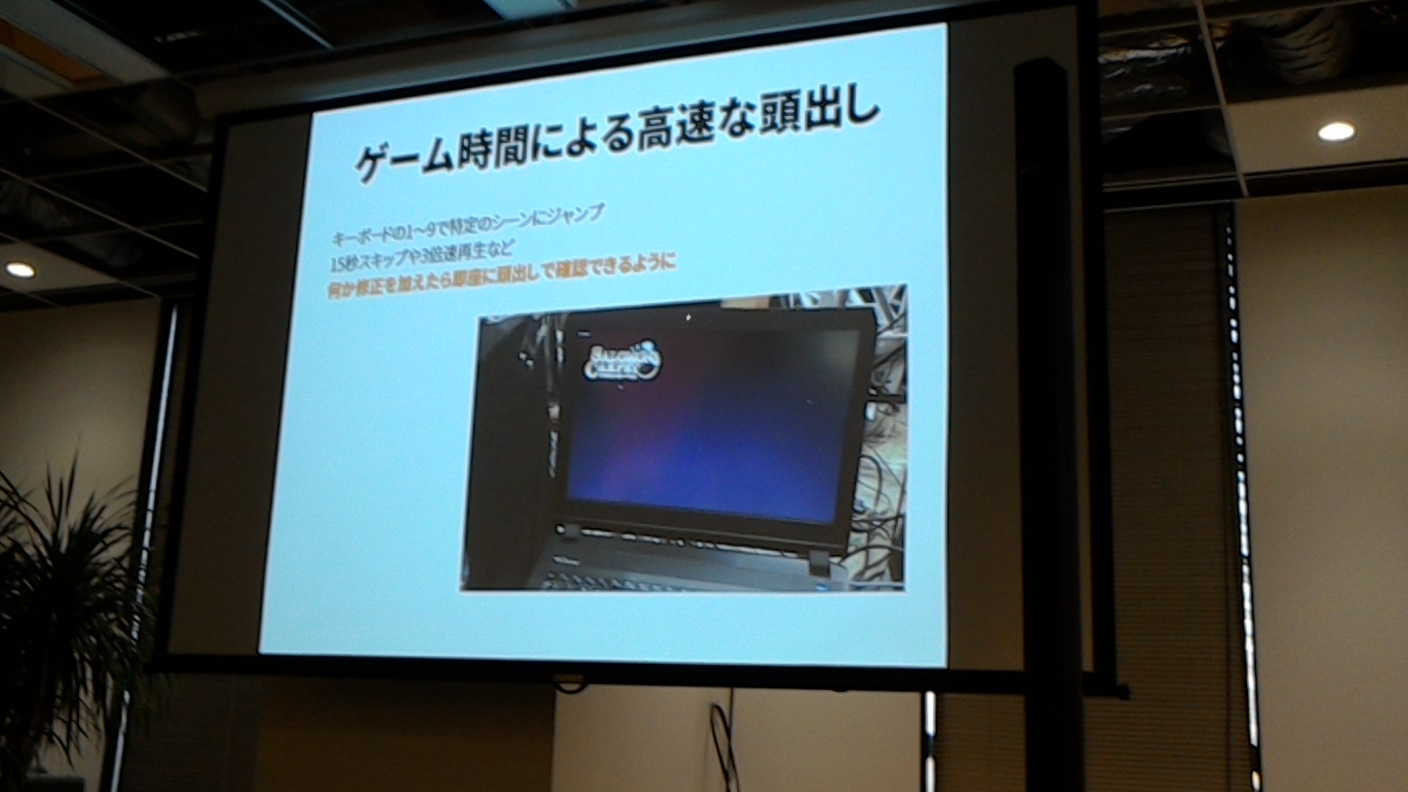 ゲーム時間による高速な頭出し
キーボードの1～9で特定のシーンにジャンプ
15秒スキップや3倍速再生など
何か修正を加えたら即座に頭出しで確認できるように